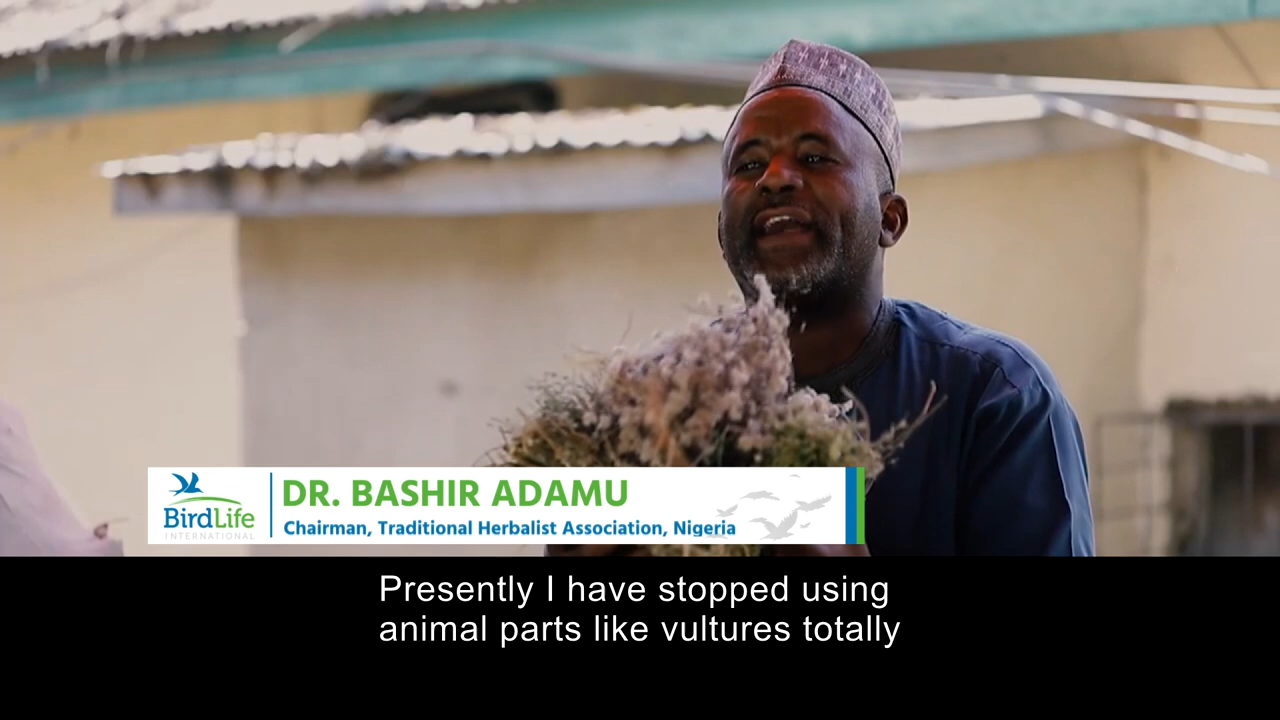 DR. BASHIR ADAMU
BirdLife
INTERNATIONAL
Chairman, Traditional Herbalist Association, Nigeria
Presently I have stopped using
animal parts like vultures totally